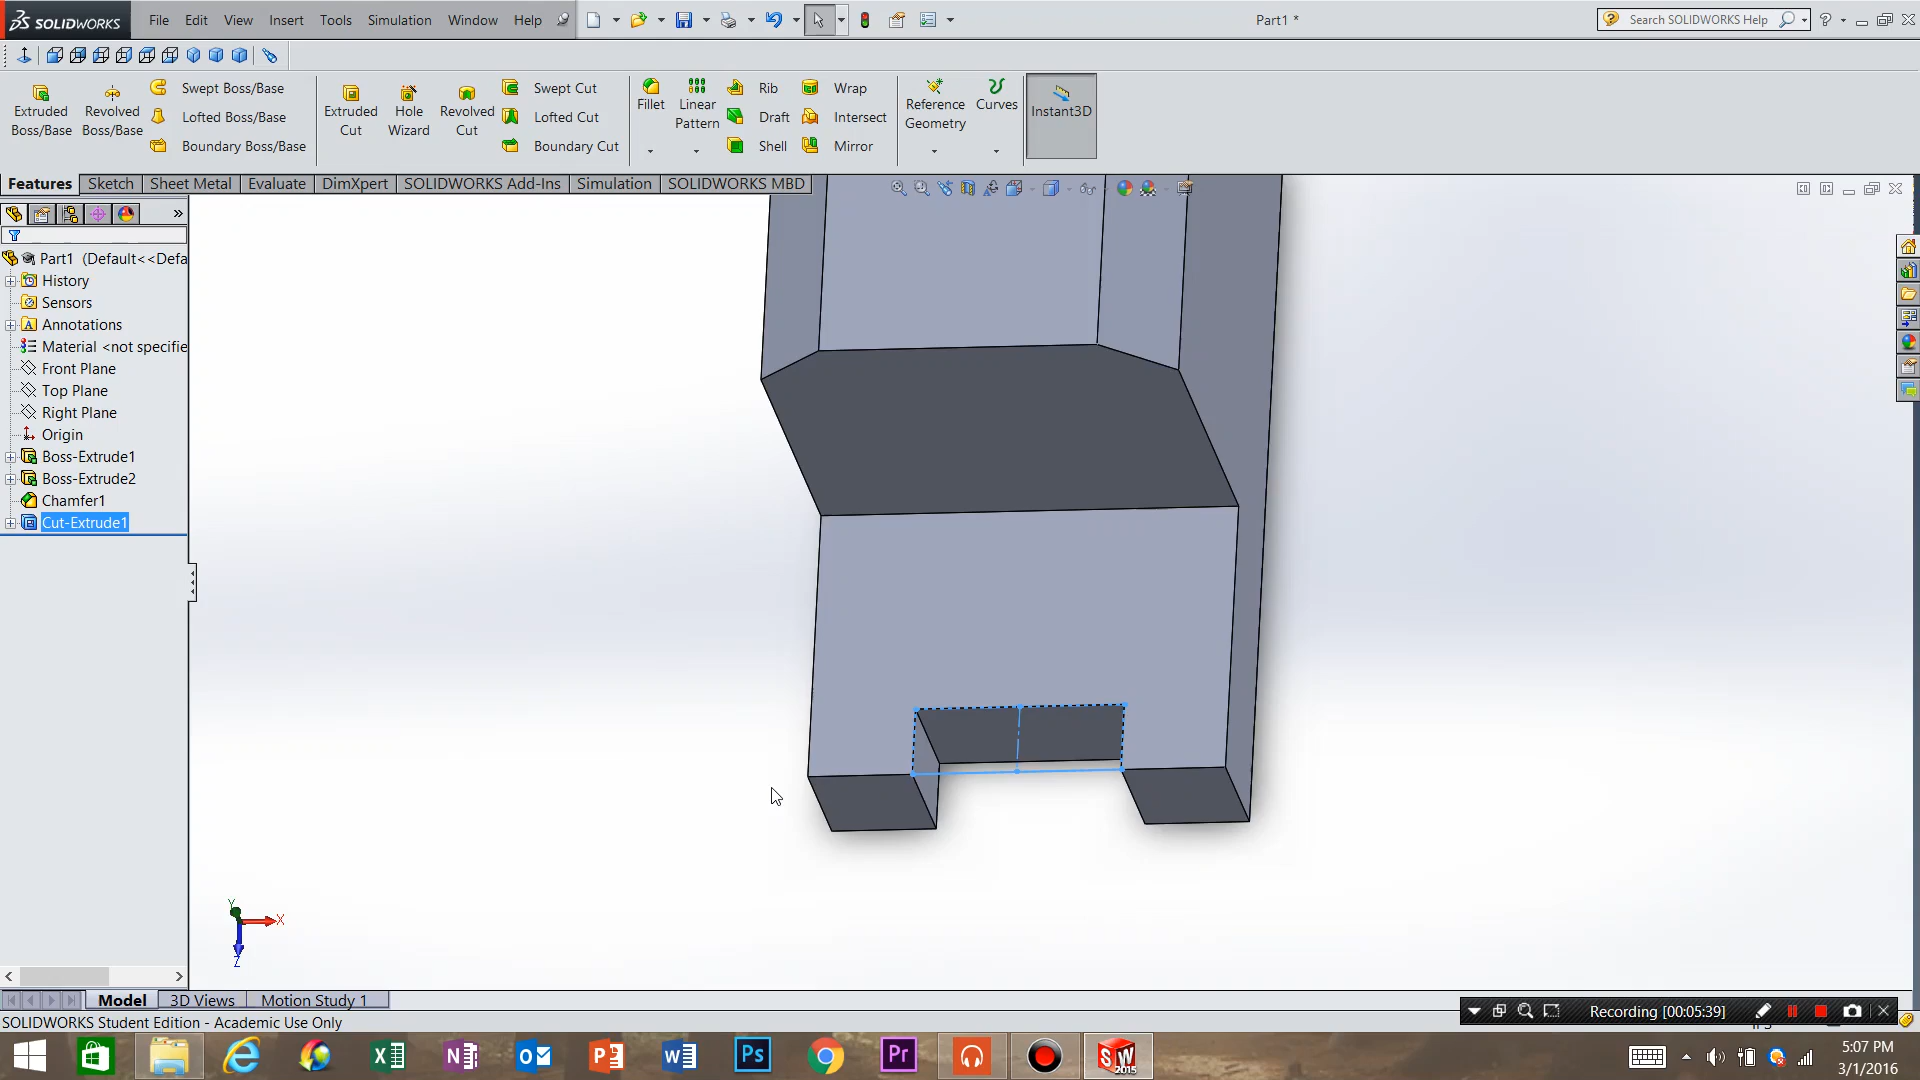 SOLIDWORKS File Edit View Insert Tools Simulation Window Help Part1 * Search SOLIDWORKS Help
Extruded Boss/Base
Revolved Boss/Base
Swept Boss/Base
Lofted Boss/Base
Boundary Boss/Base
Extruded Cut
Hole Wizard
Revolved Cut
Swept Cut
Lofted Cut
Boundary Cut
Fillet
Linear Pattern
Rib
Draft
Shell
Wrap
Intersect
Mirror
Reference Geometry
Curves
Instant3D
Features Sketch Sheet Metal Evaluate DimXpert SOLIDWORKS Add-Ins Simulation SOLIDWORKS MBD
Part1 (Default<<Defa
History
Sensors
Annotations
Material <not specifie
Front Plane
Top Plane
Right Plane
Origin
Boss-Extrude1
Boss-Extrude2
Chamfer1
Cut-Extrude1
Y
X
Z
Model 3D Views Motion Study 1
Recording [00:05:39]
SOLIDWORKS Student Edition - Academic Use Only
5:07 PM
3/1/2016